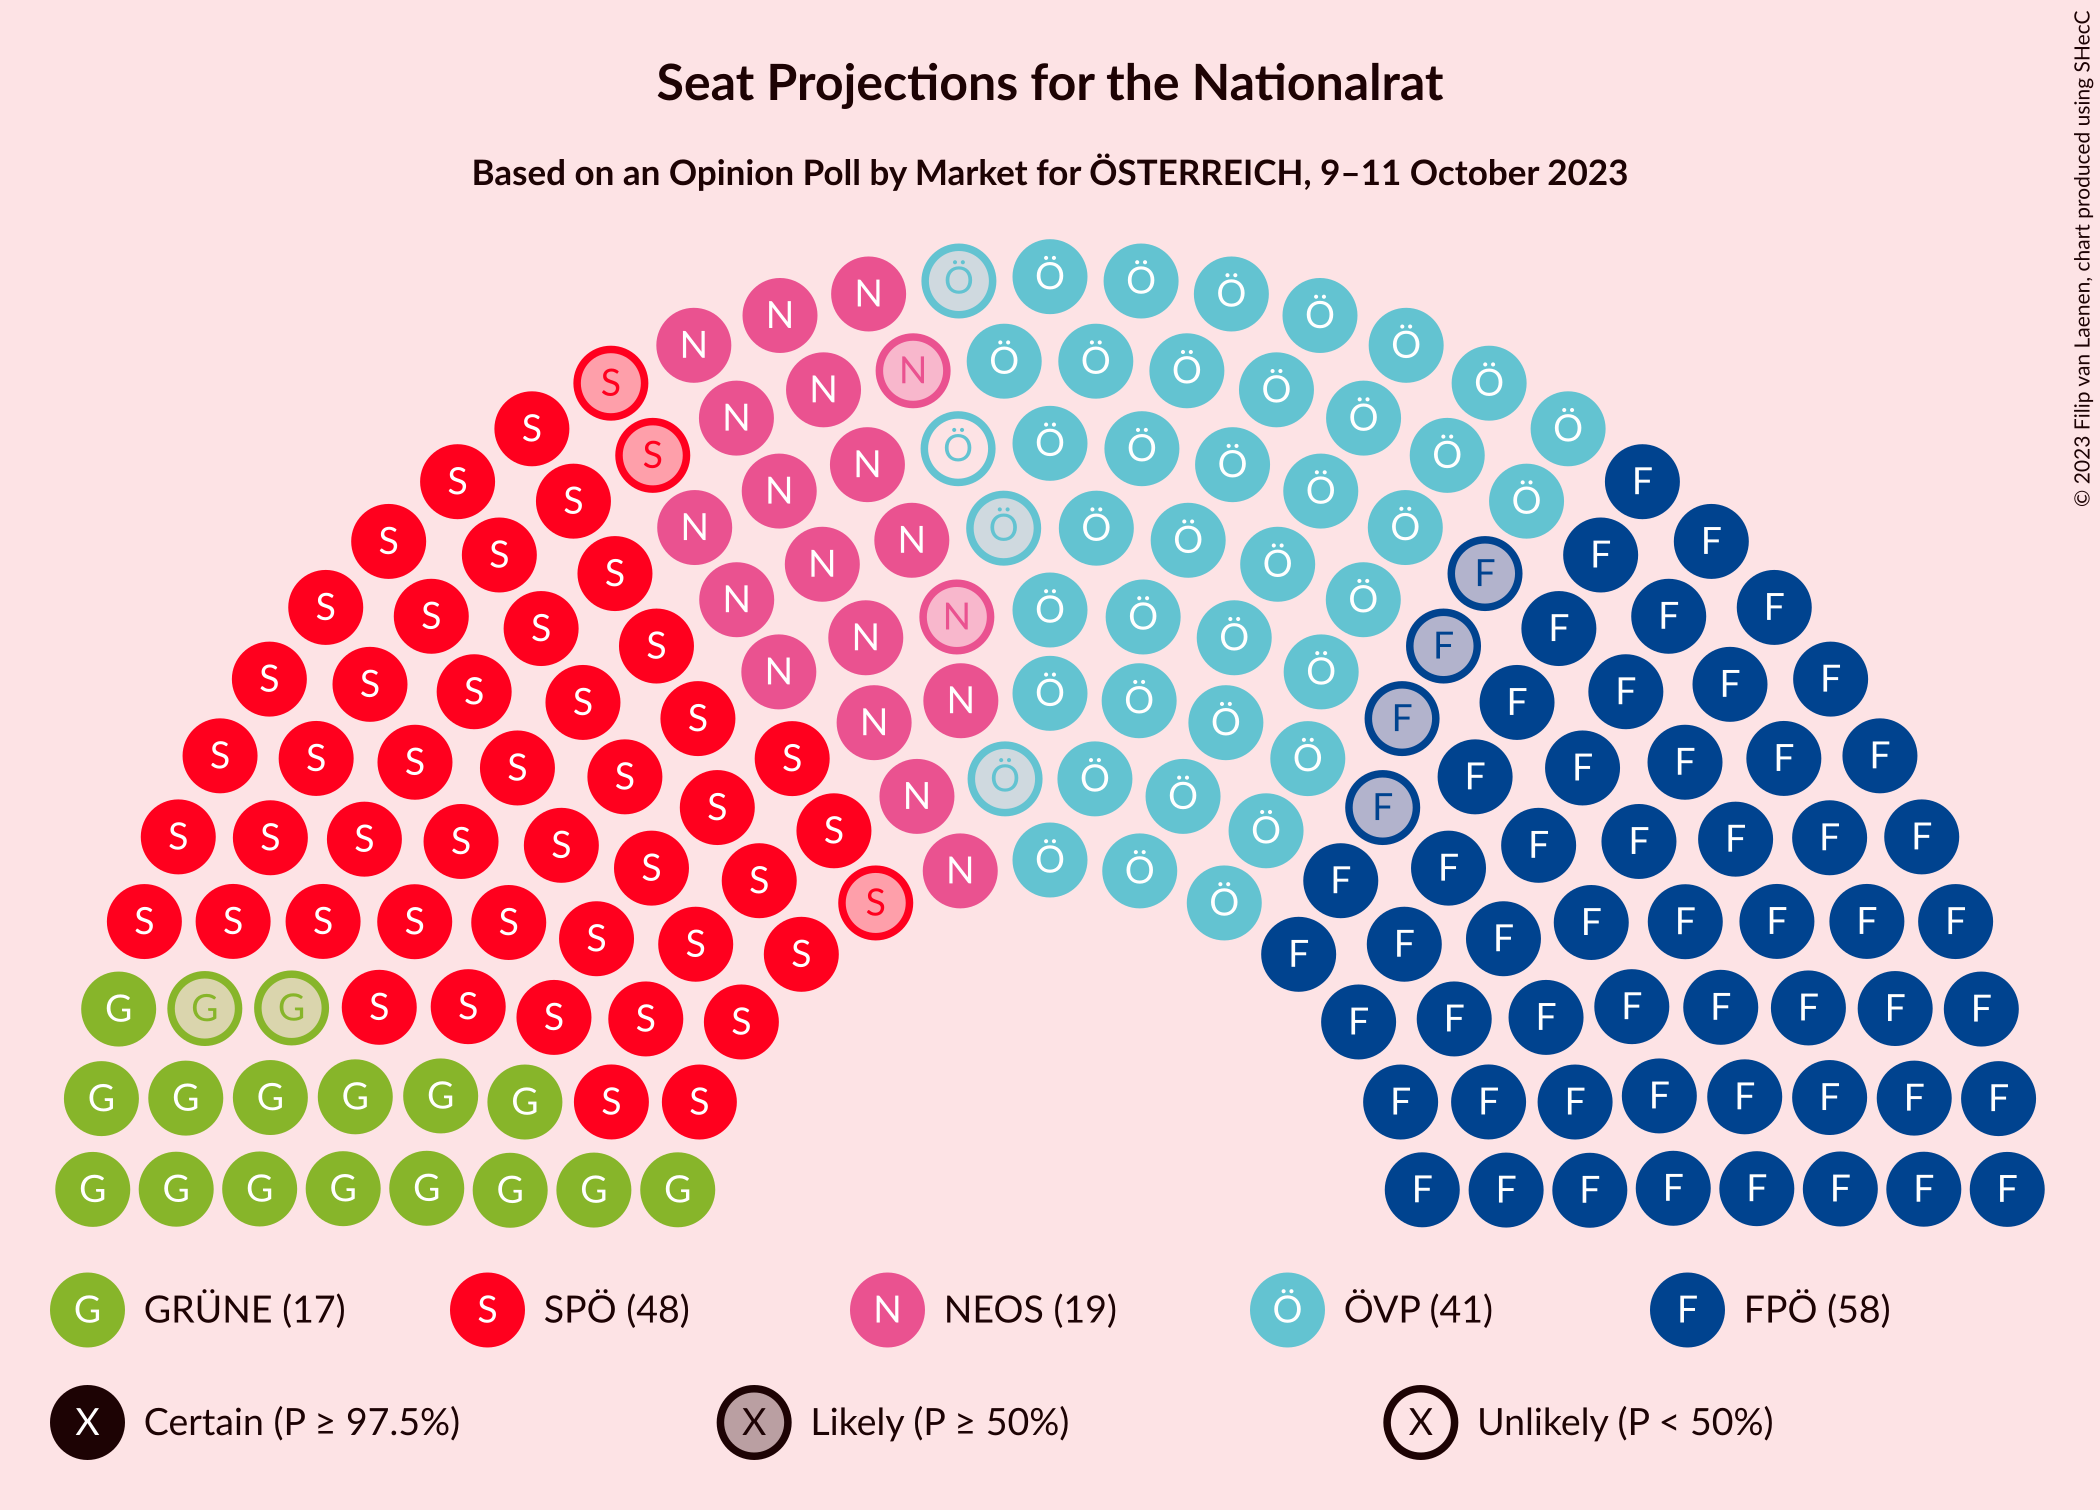 Seat Projections for the Nationalrat
Based on an Opinion Poll by Market for ÖSTERREICH, 9–11 October 2023
© 2023 Filip van Laenen, chart produced using SHecC
Ö Ö Ö Ö Ö Ö Ö Ö
N N N
S S S S S S S S S S
G G G
F F F F F F F F F F F
G GRÜNE (17)
S SPÖ (48)
N NEOS (19)
Ö ÖVP (41)
F FPÖ (58)
X Certain (P ≥ 97.5%)
X Likely (P ≥ 50%)
X Unlikely (P < 50%)